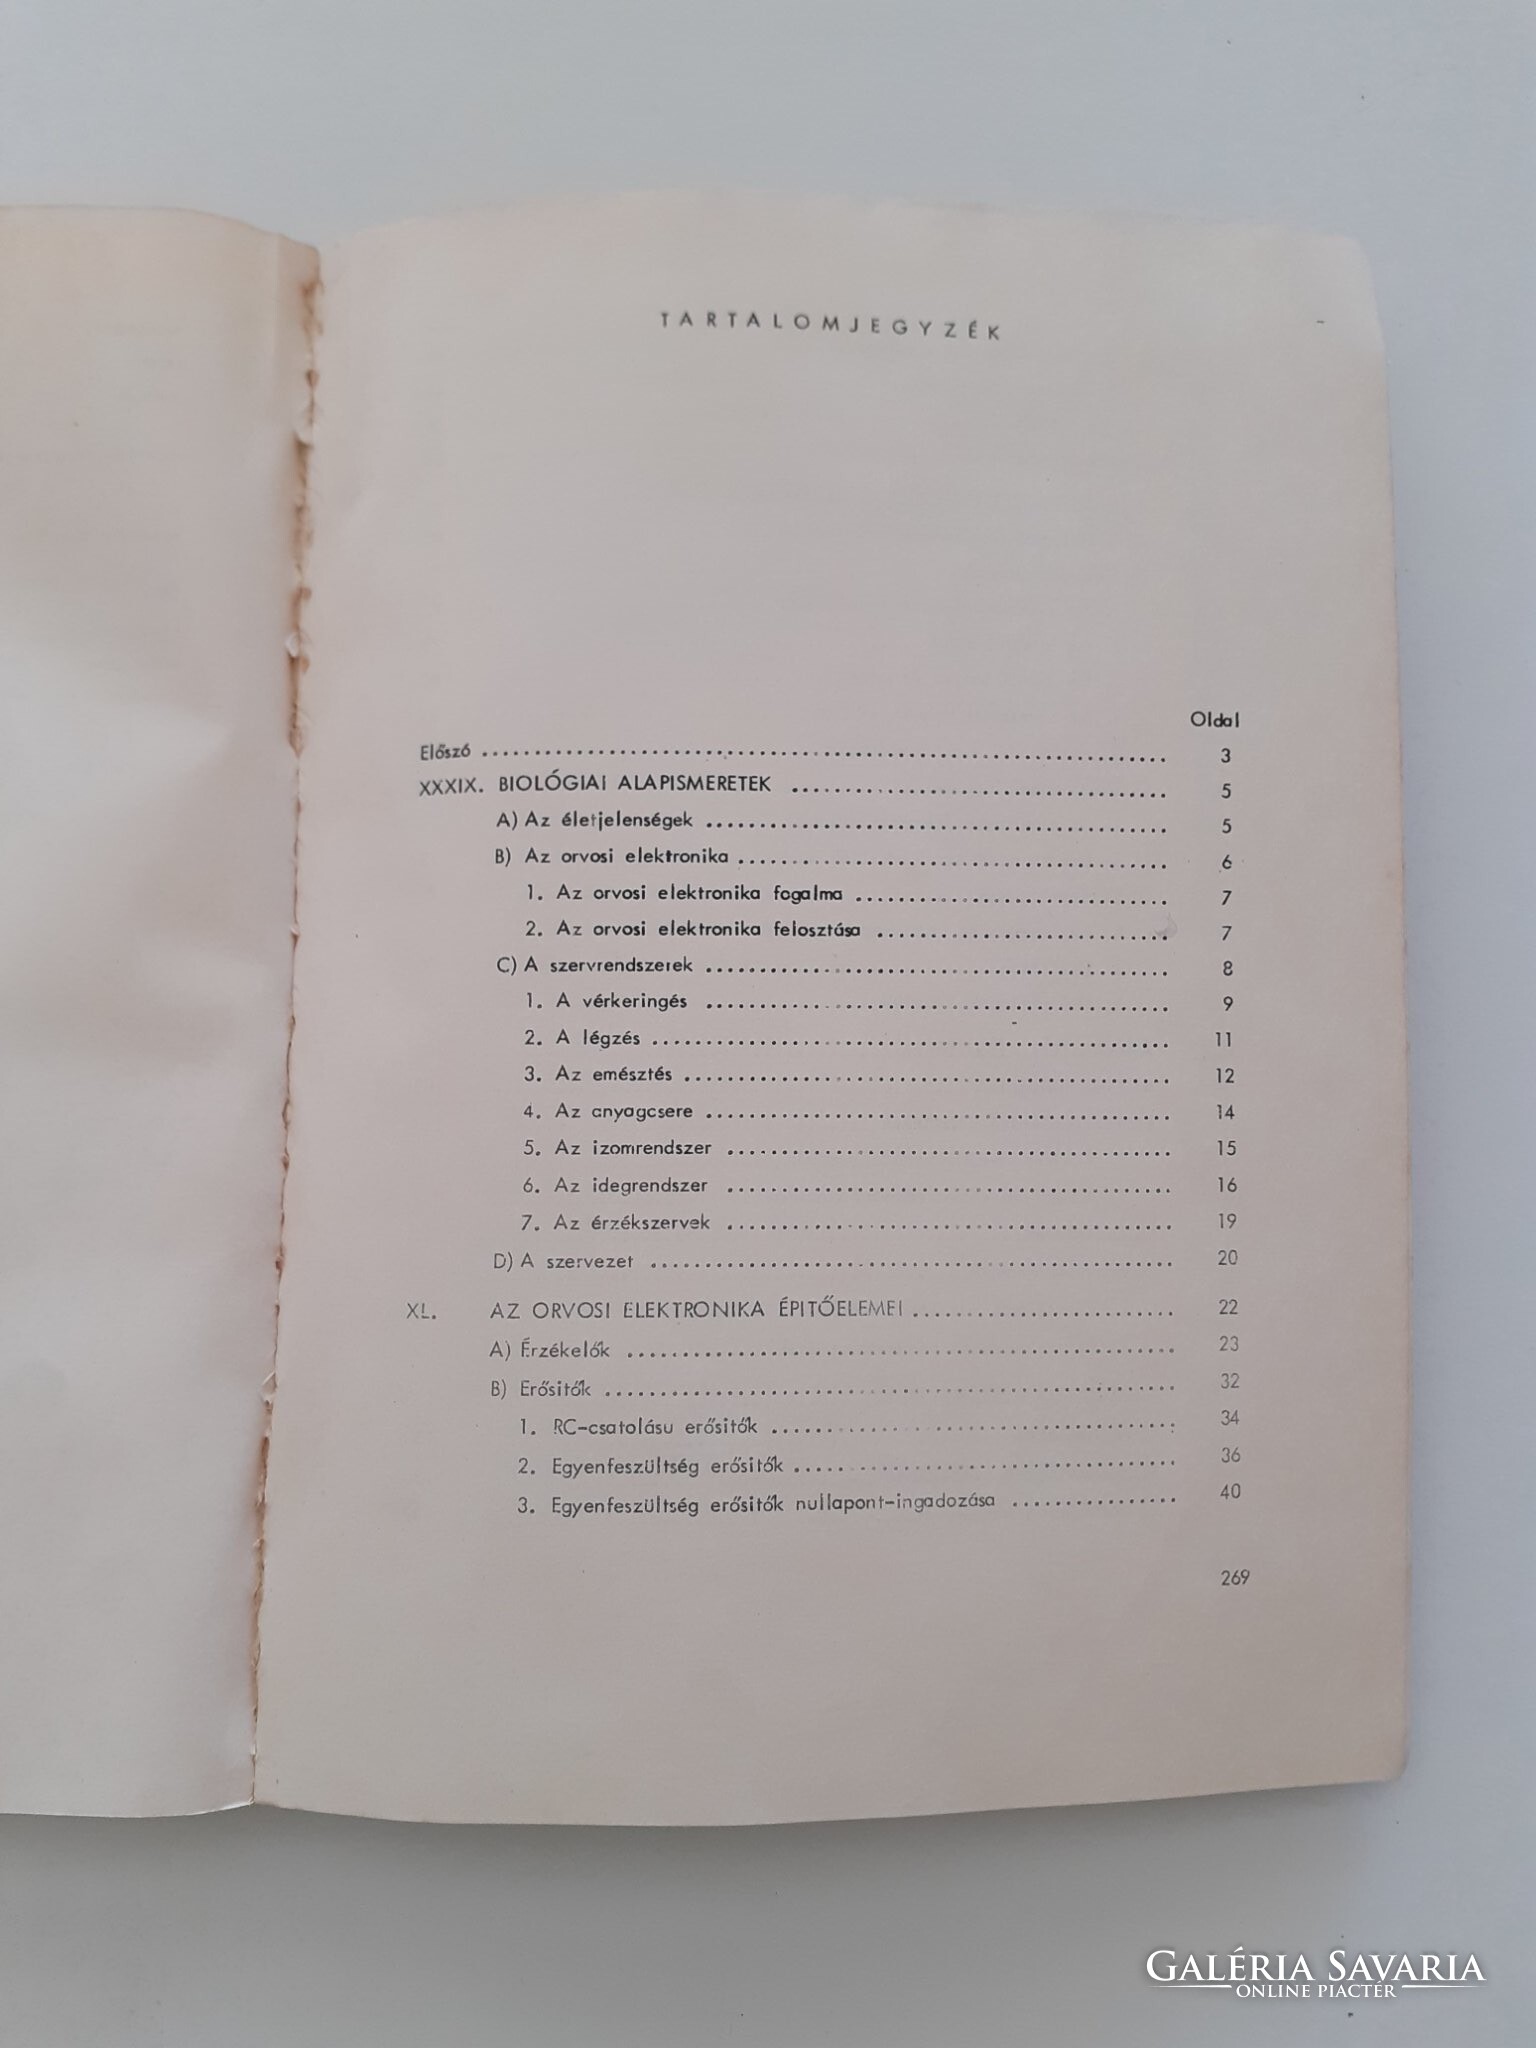 TARTALOMJEGYZÉK
Oldal
Előszó ........ 3
XXXIX. BIOLÓGIAI ALAPISMERETEK ........ 5
A) Az életjelenségek ........ 5
B) Az orvosi elektronika ........ 6
1. Az orvosi elektronika fogalma ........ 7
2. Az orvosi elektronika felosztása ........ 7
C) A szervrendszerek ........ 8
1. A vérkeringés ........ 9
2. A légzés ........ 11
3. Az emésztés ........ 12
4. Az anyagcsere ........ 14
5. Az izomrendszer ........ 15
6. Az idegrendszer ........ 16
7. Az érzékszervek ........ 19
D) A szervezet ........ 20
XL. AZ ORVOSI ELEKTRONIKA ÉPITŐELEMEI ........ 22
A) Érzékelők ........ 23
B) Erősitők ........ 32
1. RC-csatolásu erősitők ........ 34
2. Egyenfeszültség erősitők ........ 36
3. Egyenfeszültség erősitők nullapont-ingadozása ........ 40
269
GALÉRIA SAVARIA
ONLINE PIACTÉR